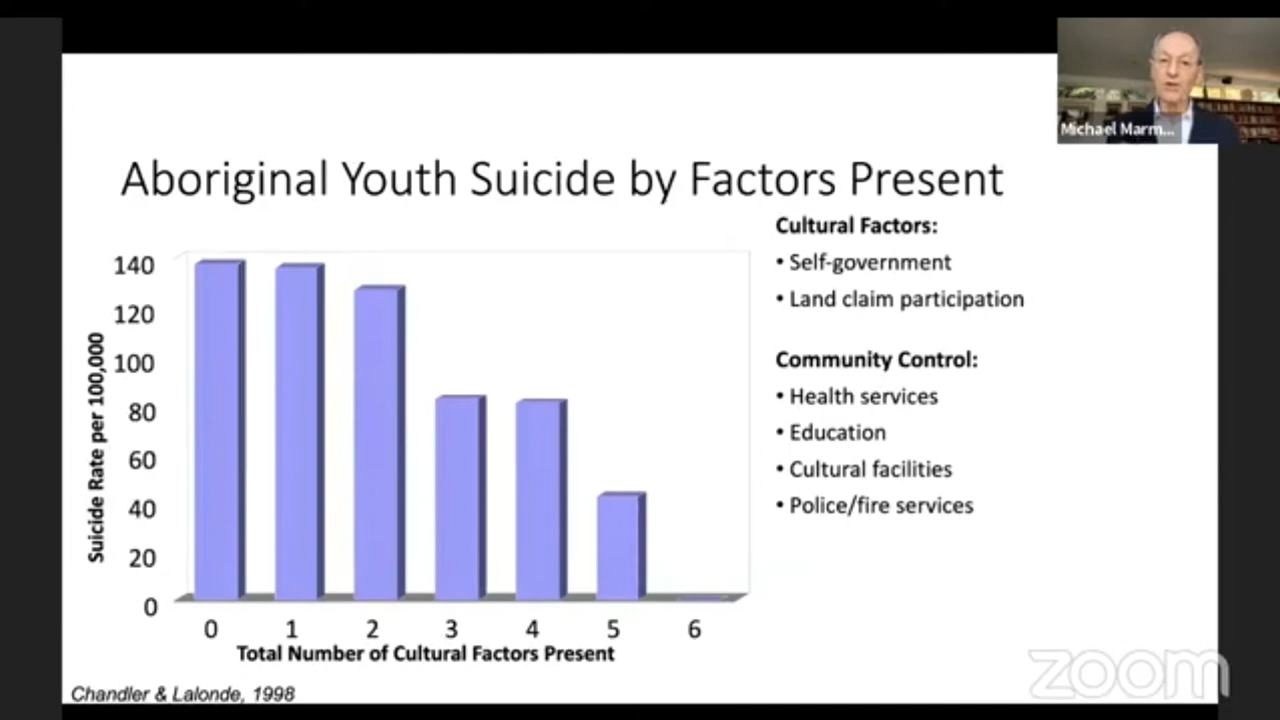 Michael Marm...
Aboriginal Youth Suicide by Factors Present
Cultural Factors:
• Self-government
• Land claim participation
Community Control:
• Health services
• Education
• Cultural facilities
• Police/fire services
Suicide Rate per 100,000
140
120
100
80
60
40
20
0
0 1 2 3 4 5 6
Total Number of Cultural Factors Present
Chandler & Lalonde, 1998
zoom